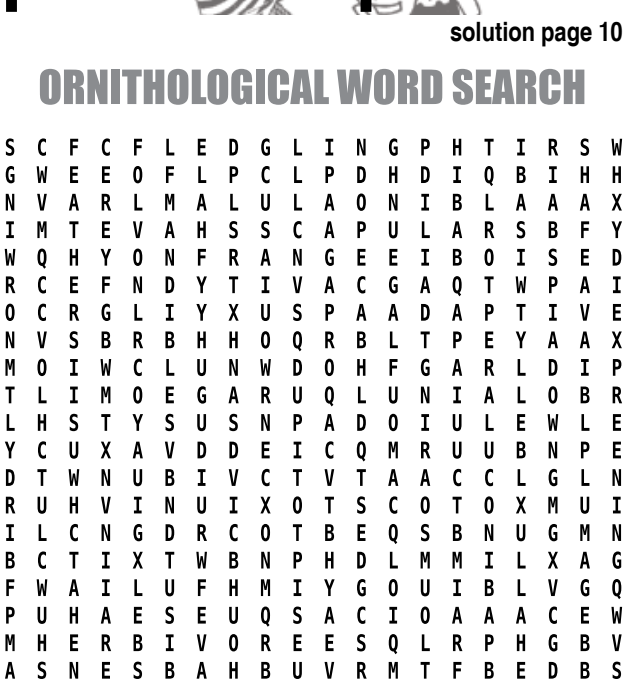 solution page 10
ORNITHOLOGICAL WORD SEARCH
S C F C F L E D G L I N G P H T I R S W
G W E E O F L P C L P D H D I Q B I H H
N V A R L M A L U L A O N I B L A A A X
I M T E V A H S S C A P U L A R S B F Y
W Q H Y O N F R A N G E E I B O I S E D
R C E F N D Y T I V A C G A Q T W P A I
O C R G L I Y X U S P A A D A P T I V E
N V S B R B H H O Q R B L T P E Y A A X
M O I W C L U N W D O H F G A R L D I P
T L I M O E G A R U Q L U N I A L O B R
L H S T Y S U S N P A D O I U L E W L E
Y C U X A V D D E I C Q M R U U B N P E
D T W N U B I V C T V T A A C C L G L N
R U H V I N U I X O T S C O T O X M U I
I L C N G D R C O T B E Q S B N U G M N
B C T I X T W B N P H D L M M I L X A G
F W A I L U F H M I Y G O U I B L V G Q
P U H A E S E U Q S A C I O A A A C E W
M H E R B I V O R E E S Q L R P H G B V
A S N E S B A H B U V R M T F B E D B S